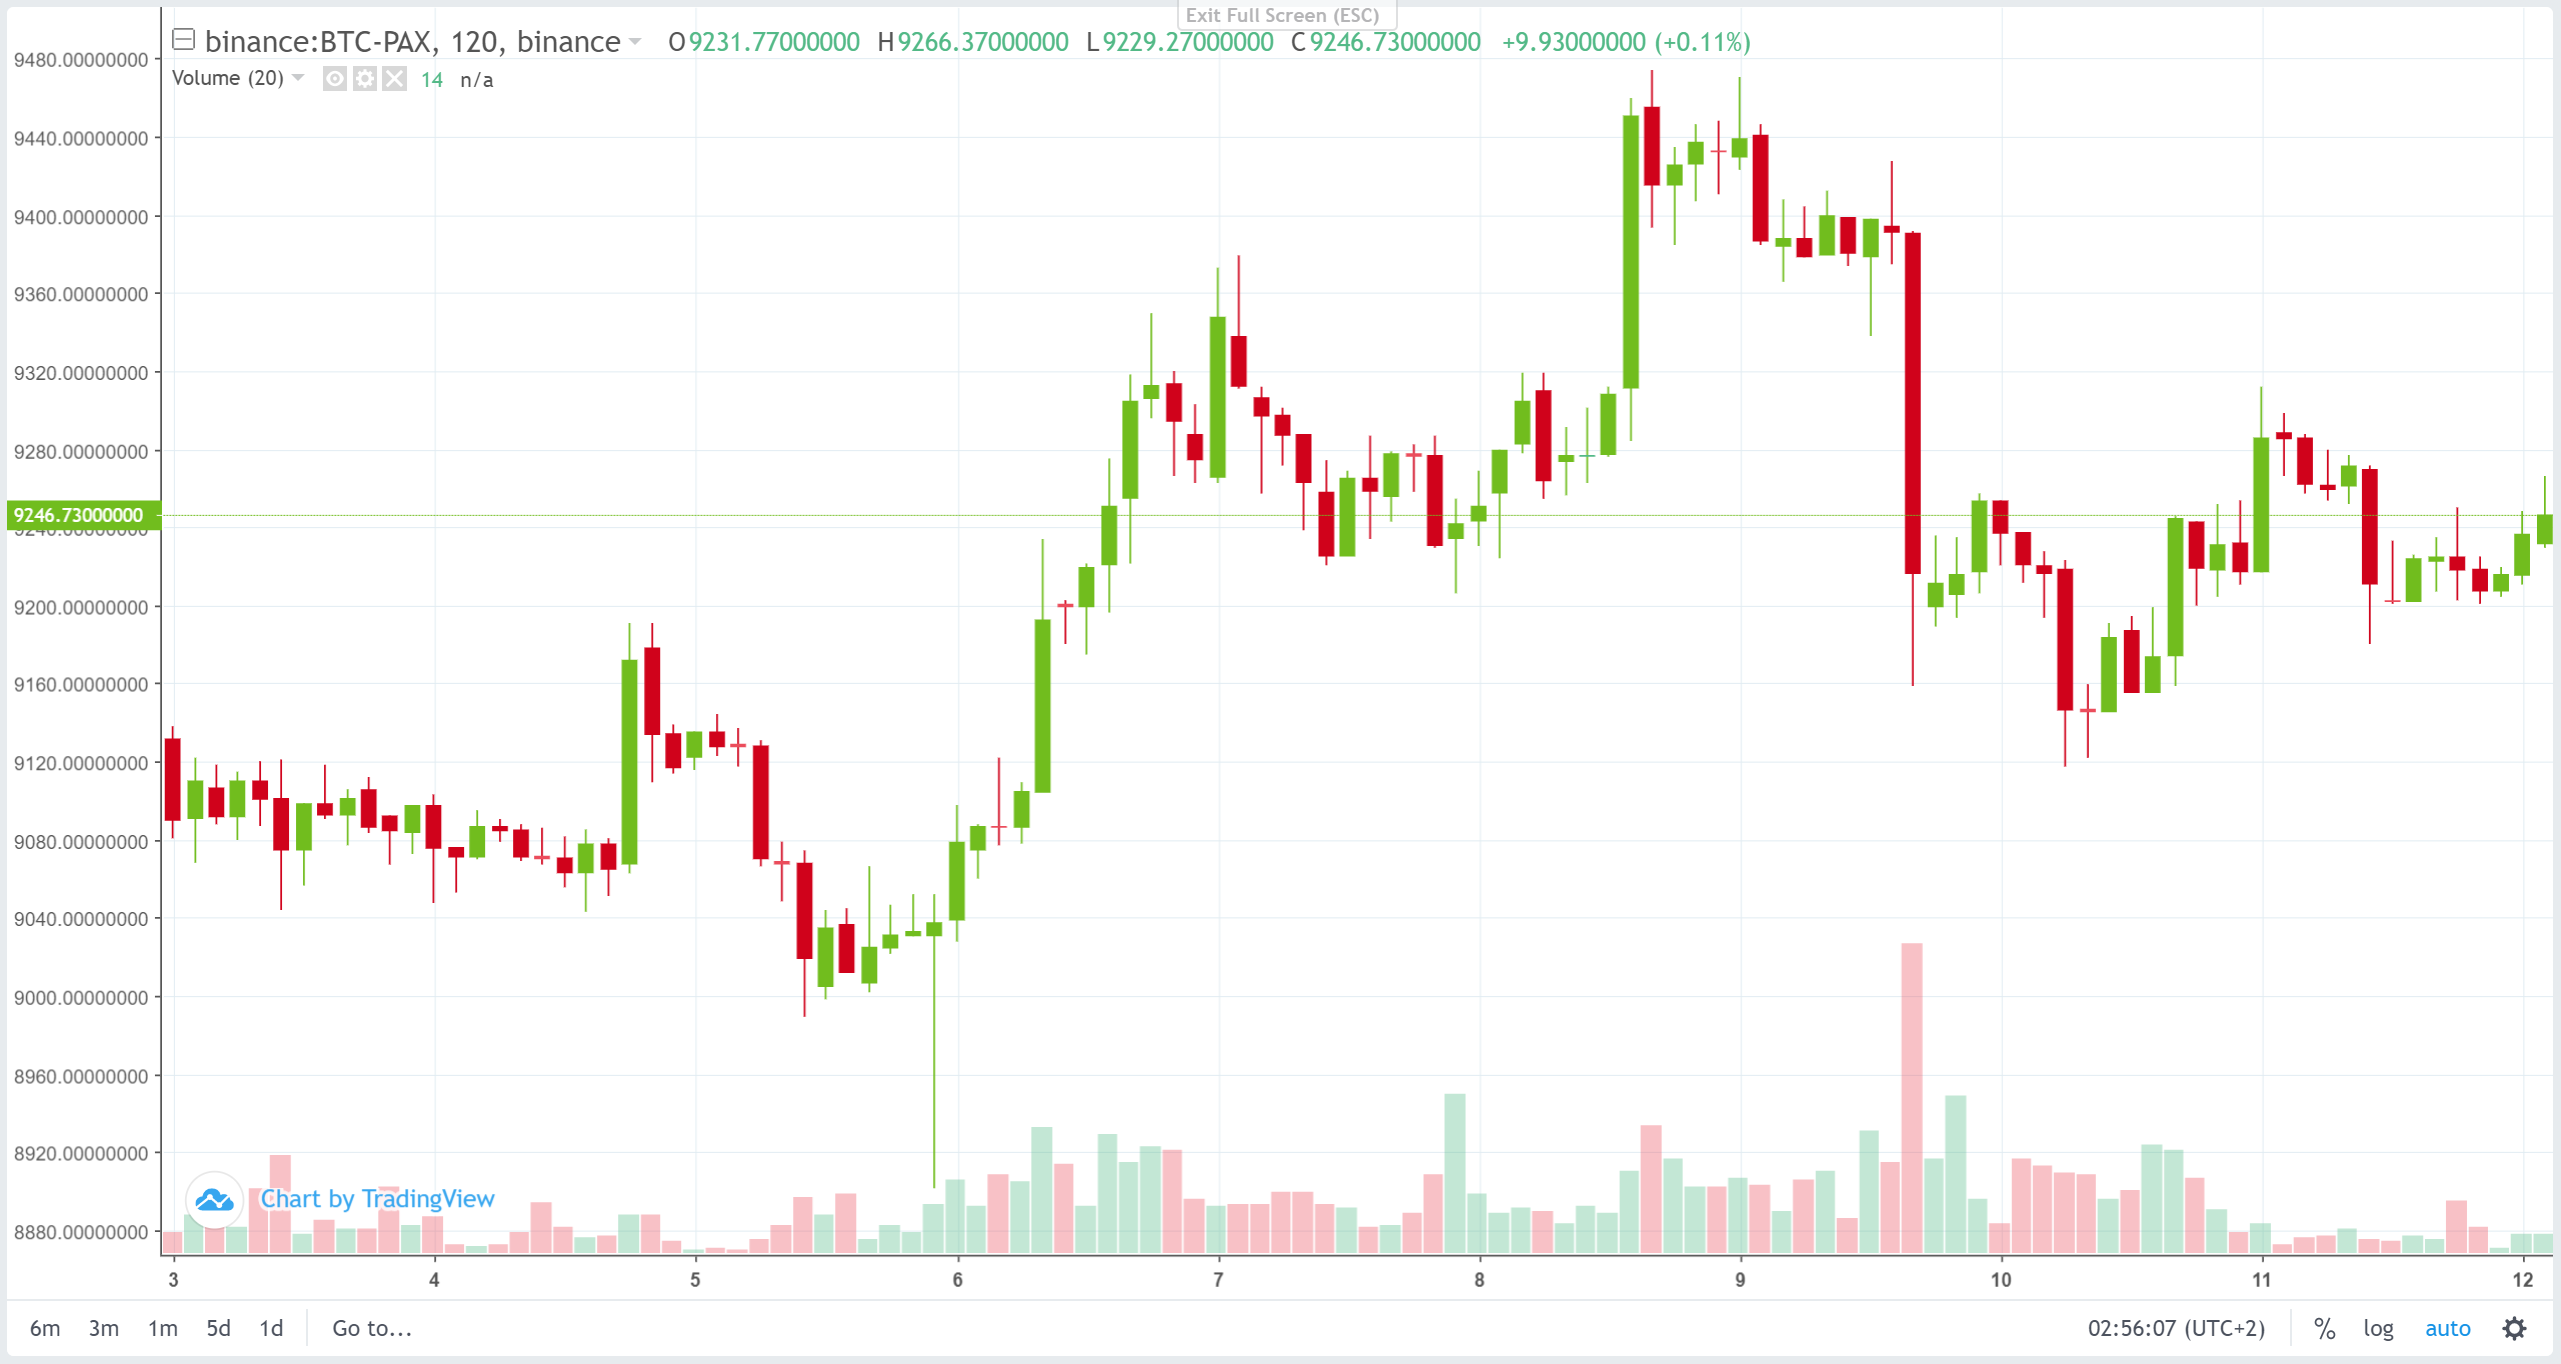 Exit Full Screen (ESC)
binance:BTC-PAX, 120, binance O9231.77000000 H9266.37000000 L9229.27000000 C9246.73000000 +9.93000000 (+0.11%)
Volume (20) 14 n/a
9480.00000000
9440.00000000
9400.00000000
9360.00000000
9320.00000000
9280.00000000
9246.73000000
9240.00000000
9200.00000000
9160.00000000
9120.00000000
9080.00000000
9040.00000000
9000.00000000
8960.00000000
8920.00000000
Chart by TradingView
8880.00000000
3 4 5 6 7 8 9 10 11 12
6m 3m 1m 5d 1d Go to... 02:56:07 (UTC+2) % log auto